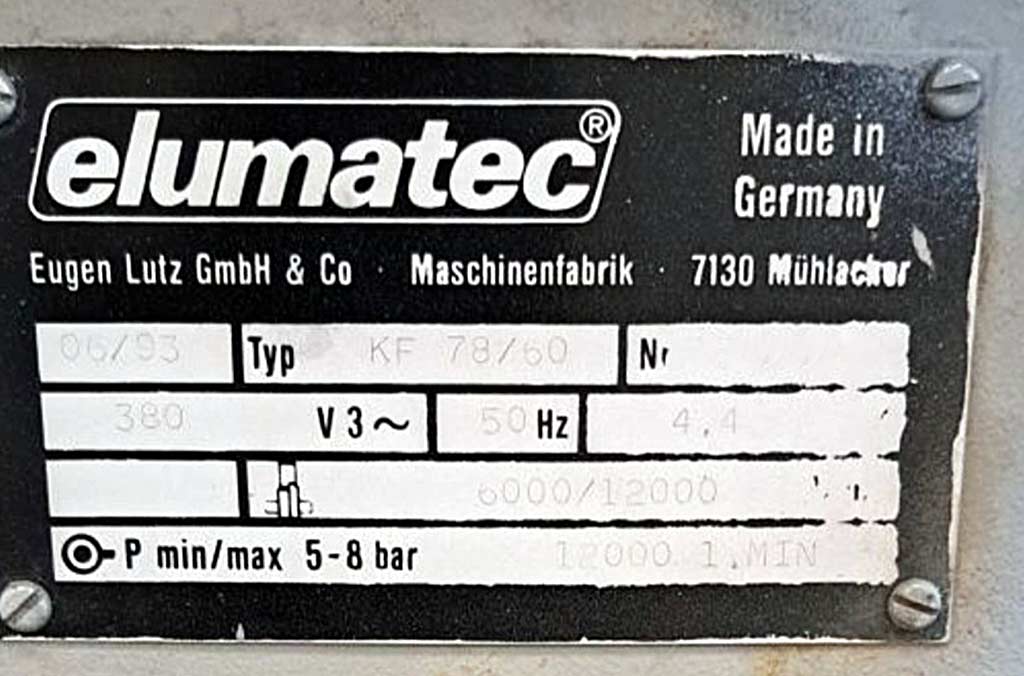 elumatec®
Made in
Germany
Eugen Lutz GmbH & Co · Maschinenfabrik · 7130 Mühlacker
06/93 Typ KF 78/60 Nr
380 V 3 ~ 50 Hz 4.4
6000/12000
P min/max 5-8 bar 12000 1.MIN